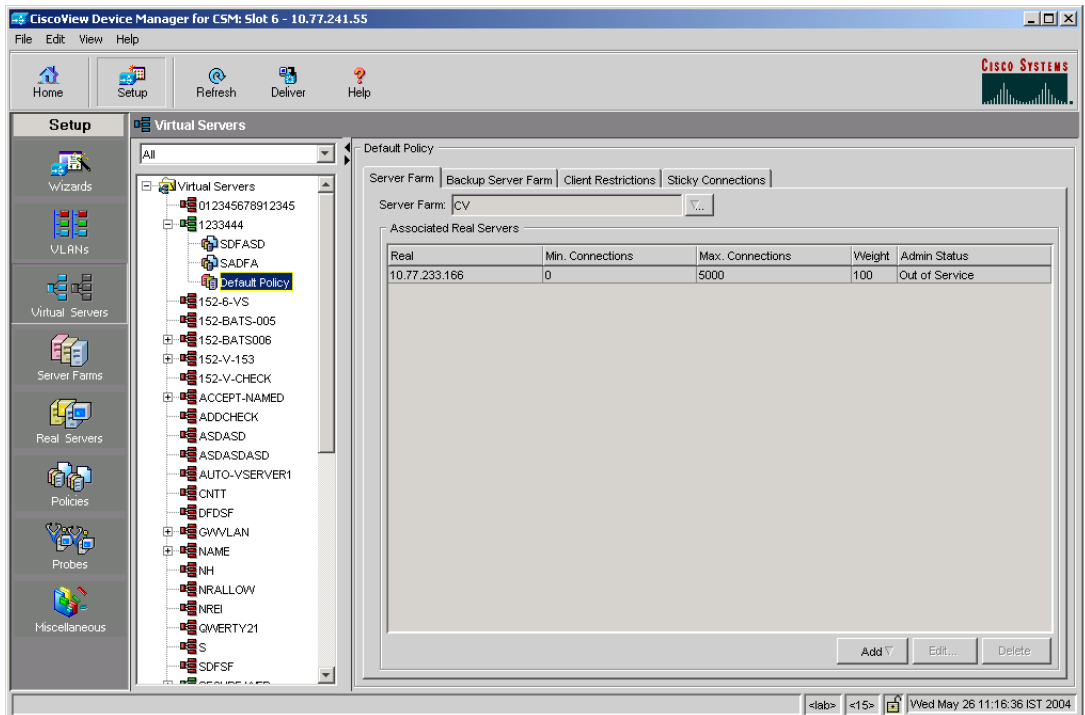 CiscoView Device Manager for CSM: Slot 6 - 10.77.241.55
File Edit View Help
Home Setup Refresh Deliver Help
CISCO SYSTEMS
Setup
Wizards
VLANs
Virtual Servers
Server Farms
Real Servers
Policies
Probes
Miscellaneous
Virtual Servers
All
Virtual Servers
012345678912345
1233444
SDFASD
SADFA
Default Policy
152-6-VS
152-BATS-005
152-BATS006
152-V-153
152-V-CHECK
ACCEPT-NAMED
ADDCHECK
ASDASD
ASDASDASD
AUTO-VSERVER1
CNTT
DFDSF
GWVLAN
NAME
NH
NRALLOW
NREI
QWERTY21
S
SDFSF
Default Policy
Server Farm Backup Server Farm Client Restrictions Sticky Connections
Server Farm: CV ...
Associated Real Servers
Real Min. Connections Max. Connections Weight Admin Status
10.77.233.166 0 5000 100 Out of Service
Add Edit... Delete
<lab> <15> Wed May 26 11:16:36 IST 2004